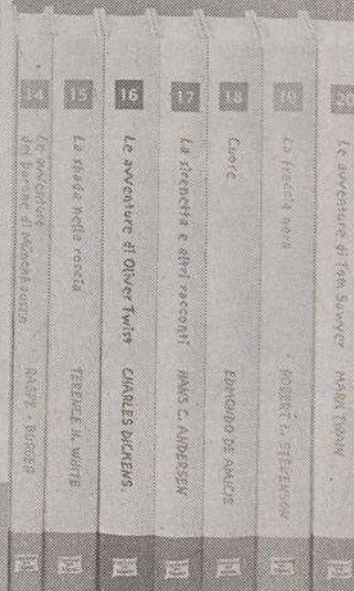 14
Le avventure
del barone di Münchhausen
RASPE - BÜRGER
15
La spada nella roccia
TERENCE H. WHITE
16
Le avventure di Oliver Twist
CHARLES DICKENS
17
La sirenetta e altri racconti
HANS C. ANDERSEN
18
Cuore
EDMONDO DE AMICIS
19
La freccia nera
ROBERT L. STEVENSON
20
Le avventure di Tom Sawyer
MARK TWAIN